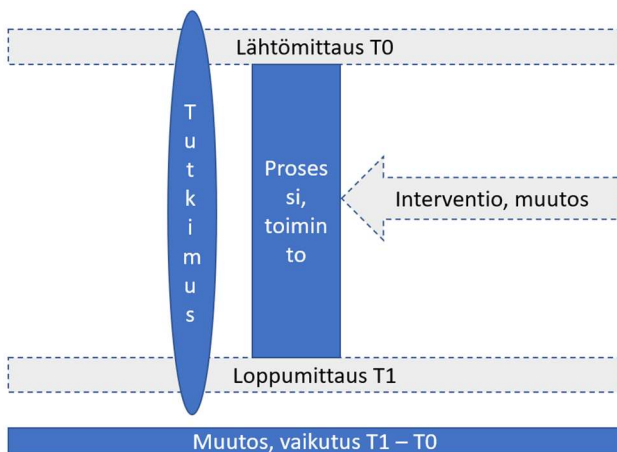 Lähtömittaus T0
T
u
t
k
i
m
u
s
Proses
si,
toimin
to
Interventio, muutos
Loppumittaus T1
Muutos, vaikutus T1 – T0